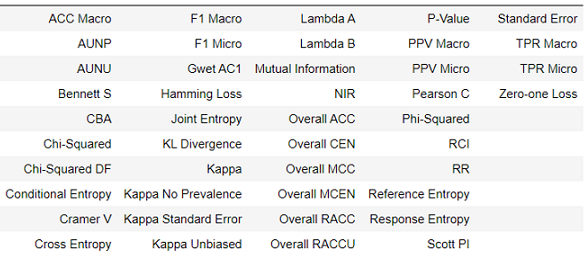 ACC Macro F1 Macro Lambda A P-Value Standard Error
AUNP F1 Micro Lambda B PPV Macro TPR Macro
AUNU Gwet AC1 Mutual Information PPV Micro TPR Micro
Bennett S Hamming Loss NIR Pearson C Zero-one Loss
CBA Joint Entropy Overall ACC Phi-Squared
Chi-Squared KL Divergence Overall CEN RCI
Chi-Squared DF Kappa Overall MCC RR
Conditional Entropy Kappa No Prevalence Overall MCEN Reference Entropy
Cramer V Kappa Standard Error Overall RACC Response Entropy
Cross Entropy Kappa Unbiased Overall RACCU Scott PI